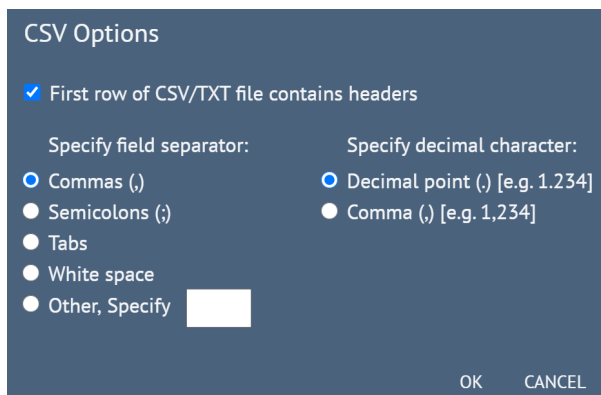 CSV Options
First row of CSV/TXT file contains headers
Specify field separator:
Commas (,)
Semicolons (;)
Tabs
White space
Other, Specify
Specify decimal character:
Decimal point (.) [e.g. 1.234]
Comma (,) [e.g. 1,234]
OK CANCEL